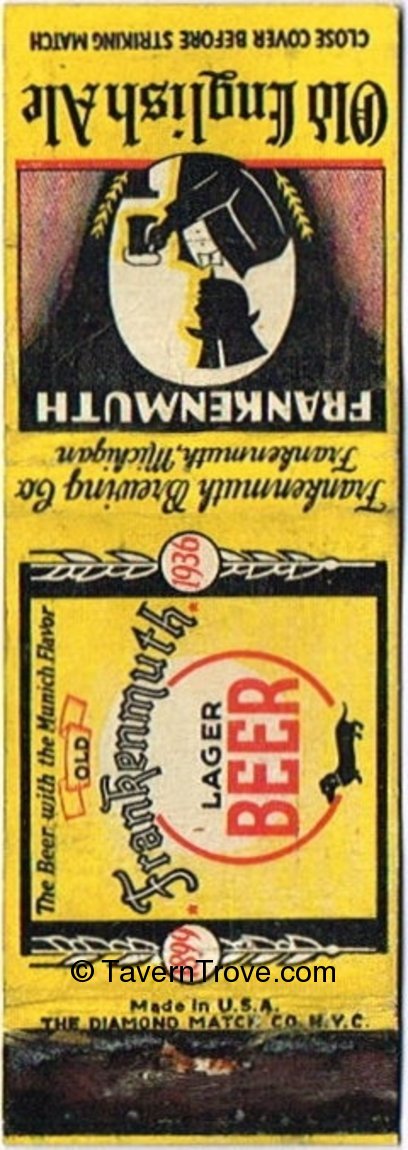 CLOSE COVER BEFORE STRIKING MATCH
Old English Ale
FRANKENMUTH
Frankenmuth Brewing Co
Frankenmuth, Michigan
1936
The Beer with the Munich Flavor
OLD
Frankenmuth
LAGER
BEER
1899
© TavernTrove.com
Made in U.S.A.
THE DIAMOND MATCH CO. N.Y.C.